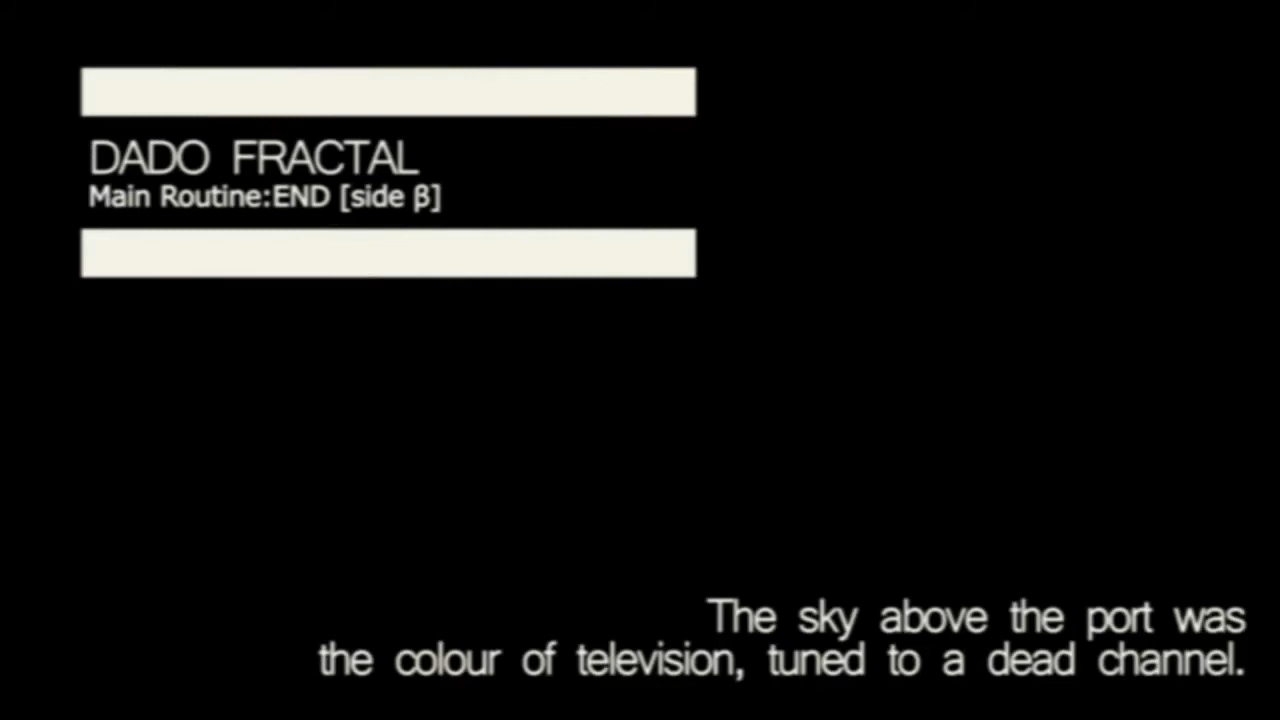 DADO FRACTAL
Main Routine:END [side β]
The sky above the port was
the colour of television, tuned to a dead channel.